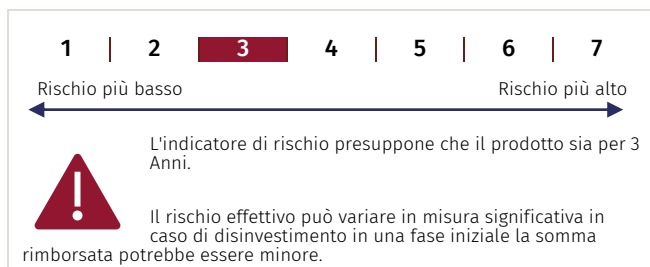 1 2 3 4 5 6 7
Rischio più basso Rischio più alto
L'indicatore di rischio presuppone che il prodotto sia per 3
Anni.
Il rischio effettivo può variare in misura significativa in
caso di disinvestimento in una fase iniziale la somma
rimborsata potrebbe essere minore.